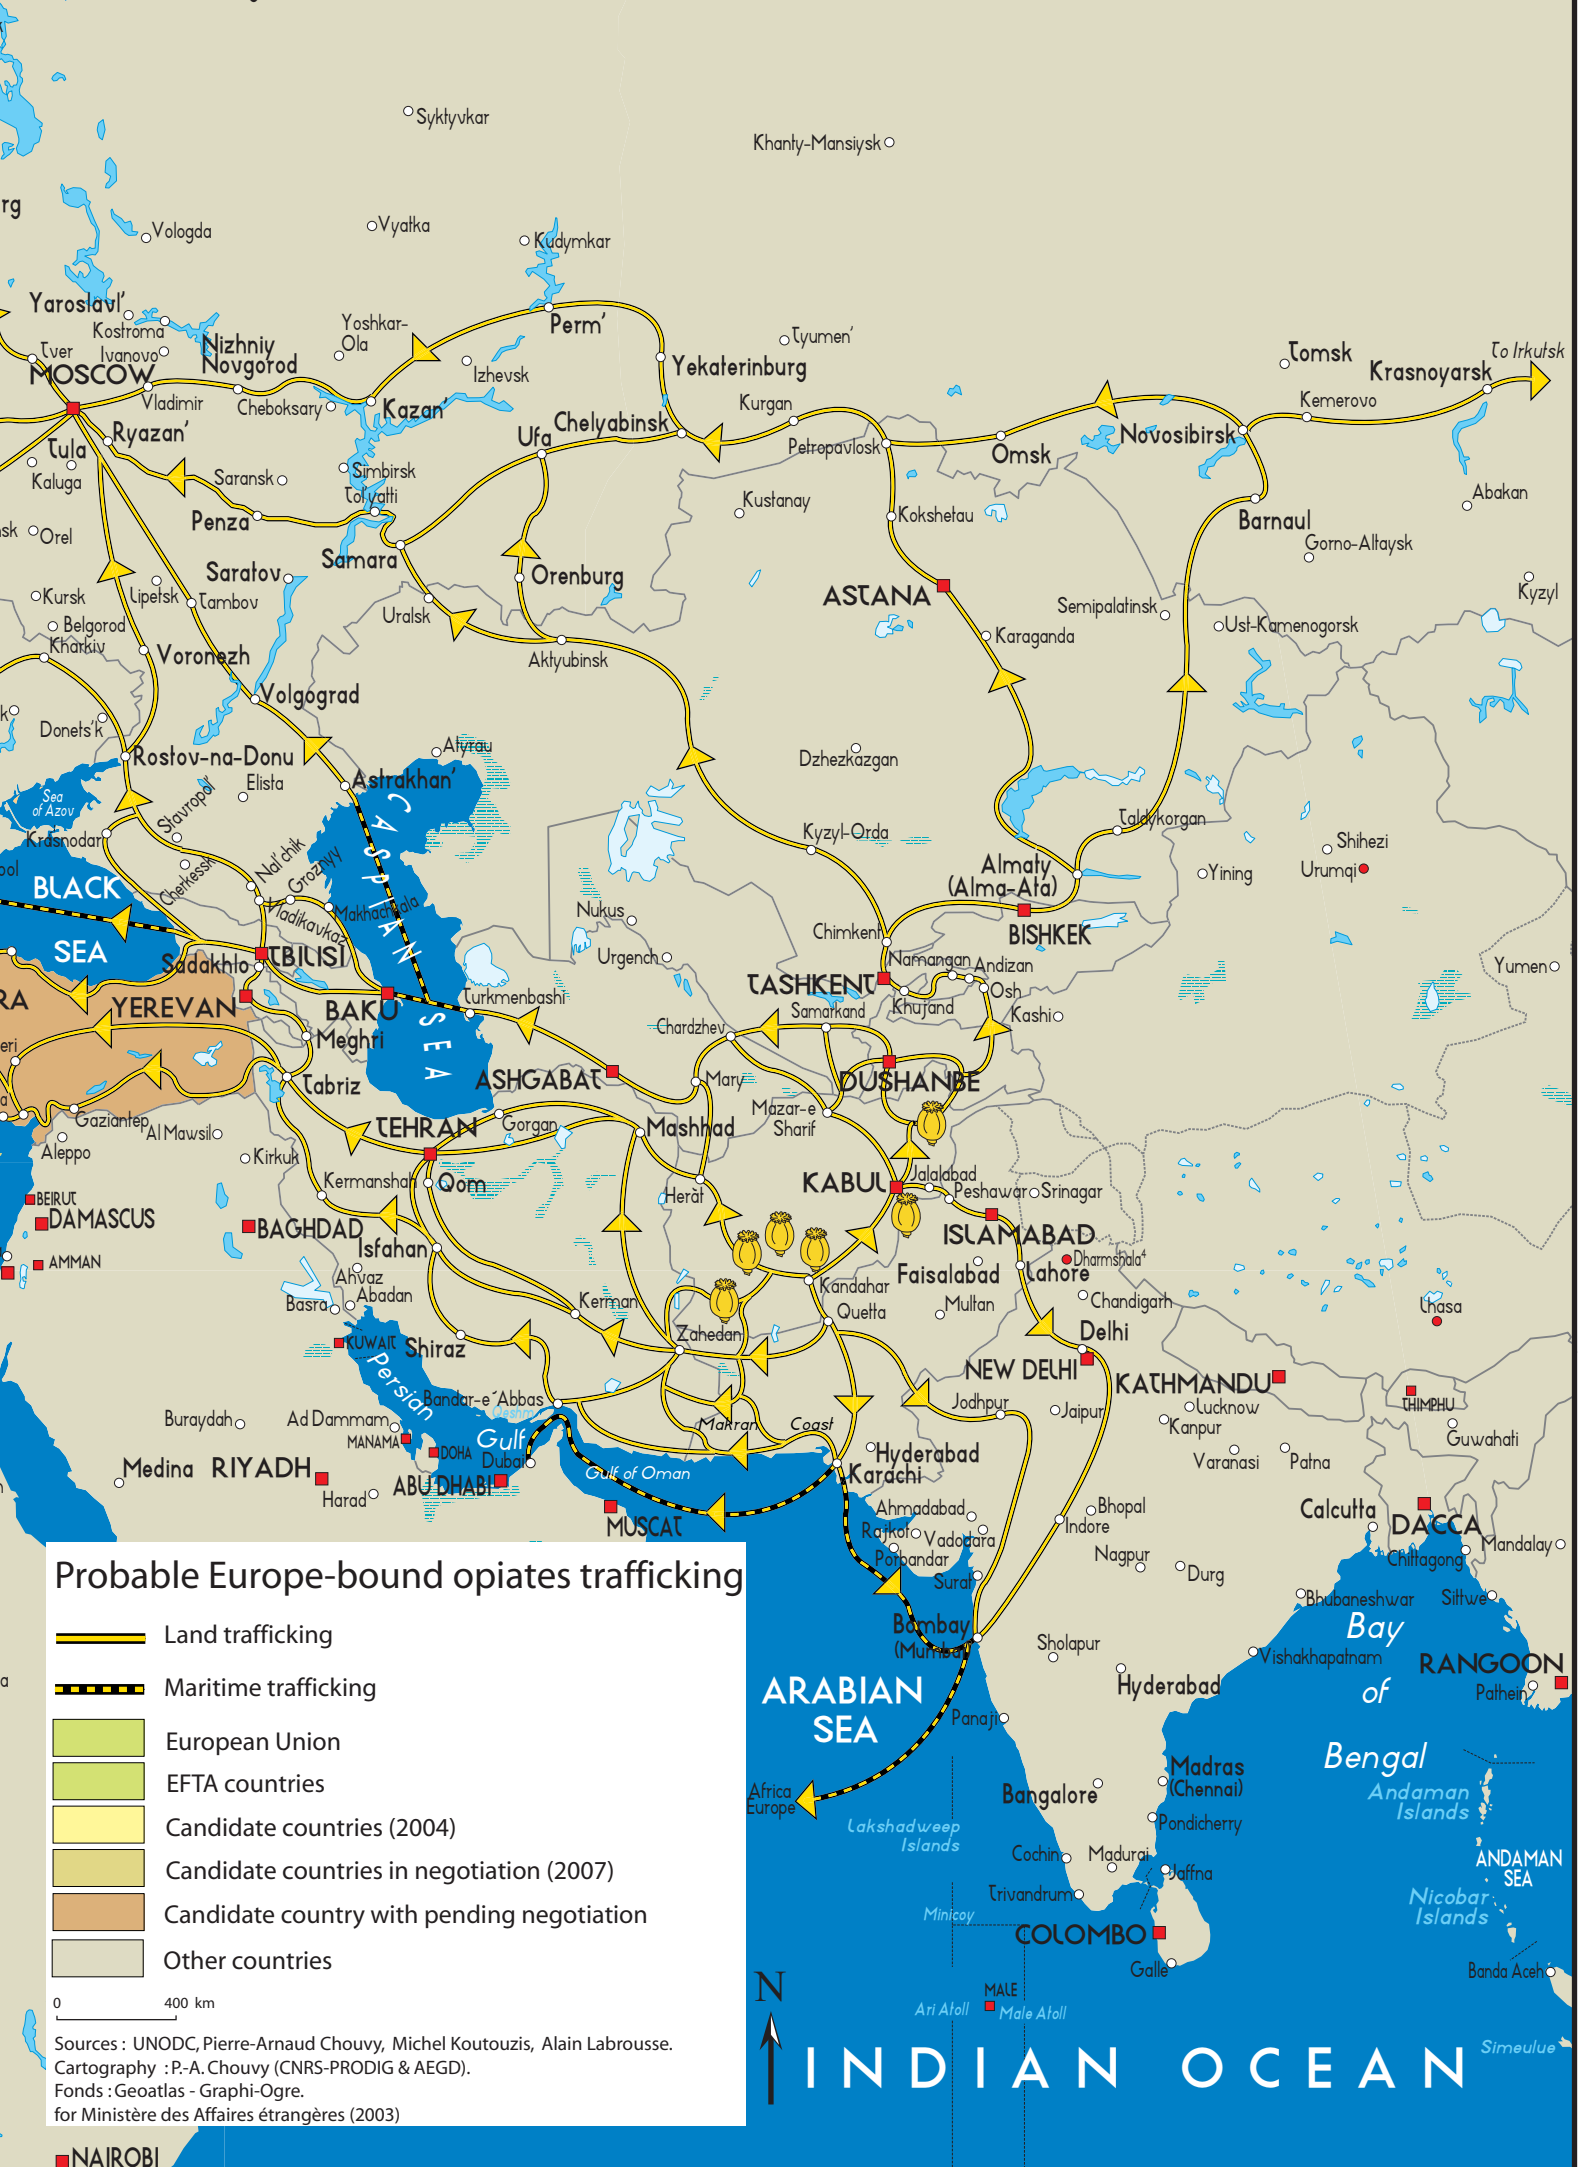 rg
Syktyvkar
Khanty-Mansiysk
Vologda
Vyatka
Kudymkar
Yaroslavl'
Kostroma
Ivanovo
Tver
MOSCOW
Nizhniy
Novgorod
Yoshkar-
Ola
Perm'
Izhevsk
Tyumen'
Yekaterinburg
Tomsk
To Irkutsk
Krasnoyarsk
Kemerovo
Vladimir
Cheboksary
Kazan'
Kurgan
Chelyabinsk
Ufa
Petropavlosk
Omsk
Novosibirsk
Ryazan'
Tula
Kaluga
Saransk
Simbirsk
Tol'yatti
Penza
Kustanay
Kokshetau
Barnaul
Abakan
Gorno-Altaysk
sk
Orel
Samara
Saratov
Orenburg
Kursk
Lipetsk
Tambov
Uralsk
ASTANA
Semipalatinsk
Kyzyl
Belgorod
Kharkiv
Voronezh
Aktyubinsk
Karaganda
Ust-Kamenogorsk
Volgograd
k
Donets'k
Rostov-na-Donu
Atyrau
Dzhezkazgan
Astrakhan'
Elista
Sea
of Azov
Stavropol'
Krasnodar
Kyzyl-Orda
Taldykorgan
Shihezi
Urumqi
Yining
ool
Cherkessk
Nal'chik
Groznyy
Almaty
(Alma-Ata)
BLACK
SEA
Vladikavkaz
Makhachkala
CASPIAN
SEA
Nukus
Urgench
Chimkent
BISHKEK
Sadakhlo
TBILISI
Namangan
Andizan
TASHKENT
Khujand
Osh
Yumen
RA
YEREVAN
BAKU
Turkmenbashi
Samarkand
Kashi
Chardzhev
Meghri
eri
Tabriz
ASHGABAT
Mary
DUSHANBE
Mazar-e
Sharif
a
Gaziantep
Al Mawsil
TEHRAN
Gorgan
Mashhad
Aleppo
Kirkuk
Kermanshah
Qom
Heràt
KABUL
Jalalabad
Peshawar
Srinagar
BEIRUT
DAMASCUS
BAGHDAD
ISLAMABAD
AMMAN
Isfahan
Dharmshala4
Faisalabad
Lahore
Ahvaz
Abadan
Basra
Kerman
Kandahar
Quetta
Multan
Chandigarh
Lhasa
KUWAIT
Shiraz
Zahedan
Delhi
NEW DELHI
KATHMANDU
THIMPHU
Persian
Gulf
Bandar-e´Abbas
Qeshm
Jodhpur
Jaipur
Lucknow
Kanpur
Guwahati
Buraydah
Ad Dammam
MANAMA
DOHA
Dubai
Makran
Coast
Hyderabad
Karachi
Varanasi
Patna
Medina
RIYADH
Harad
ABU DHABI
Gulf of Oman
MUSCAT
Ahmadabad
Rajkot
Vadodara
Porbandar
Surat
Bhopal
Indore
Nagpur
Durg
Calcutta
DACCA
Chittagong
Mandalay
Bhubaneshwar
Sittwe
Bombay
(Mumbai)
Sholapur
Hyderabad
Vishakhapatnam
Bay
of
Bengal
RANGOON
Pathein
ARABIAN
SEA
Panaji
Africa
Europe
Bangalore
Madras
(Chennai)
Pondicherry
Andaman
Islands
Lakshadweep
Islands
Cochin
Madurai
Jaffna
ANDAMAN
SEA
Trivandrum
Nicobar
Islands
Minicoy
COLOMBO
Galle
Banda Aceh
MALE
Ari Atoll
Male Atoll
Simeulue
N
INDIAN OCEAN
a
Probable Europe-bound opiates trafficking
Land trafficking
Maritime trafficking
European Union
EFTA countries
Candidate countries (2004)
Candidate countries in negotiation (2007)
Candidate country with pending negotiation
Other countries
0 400 km
Sources : UNODC, Pierre-Arnaud Chouvy, Michel Koutouzis, Alain Labrousse.
Cartography : P.-A. Chouvy (CNRS-PRODIG & AEGD).
Fonds : Geoatlas - Graphi-Ogre.
for Ministère des Affaires étrangères (2003)
NAIROBI